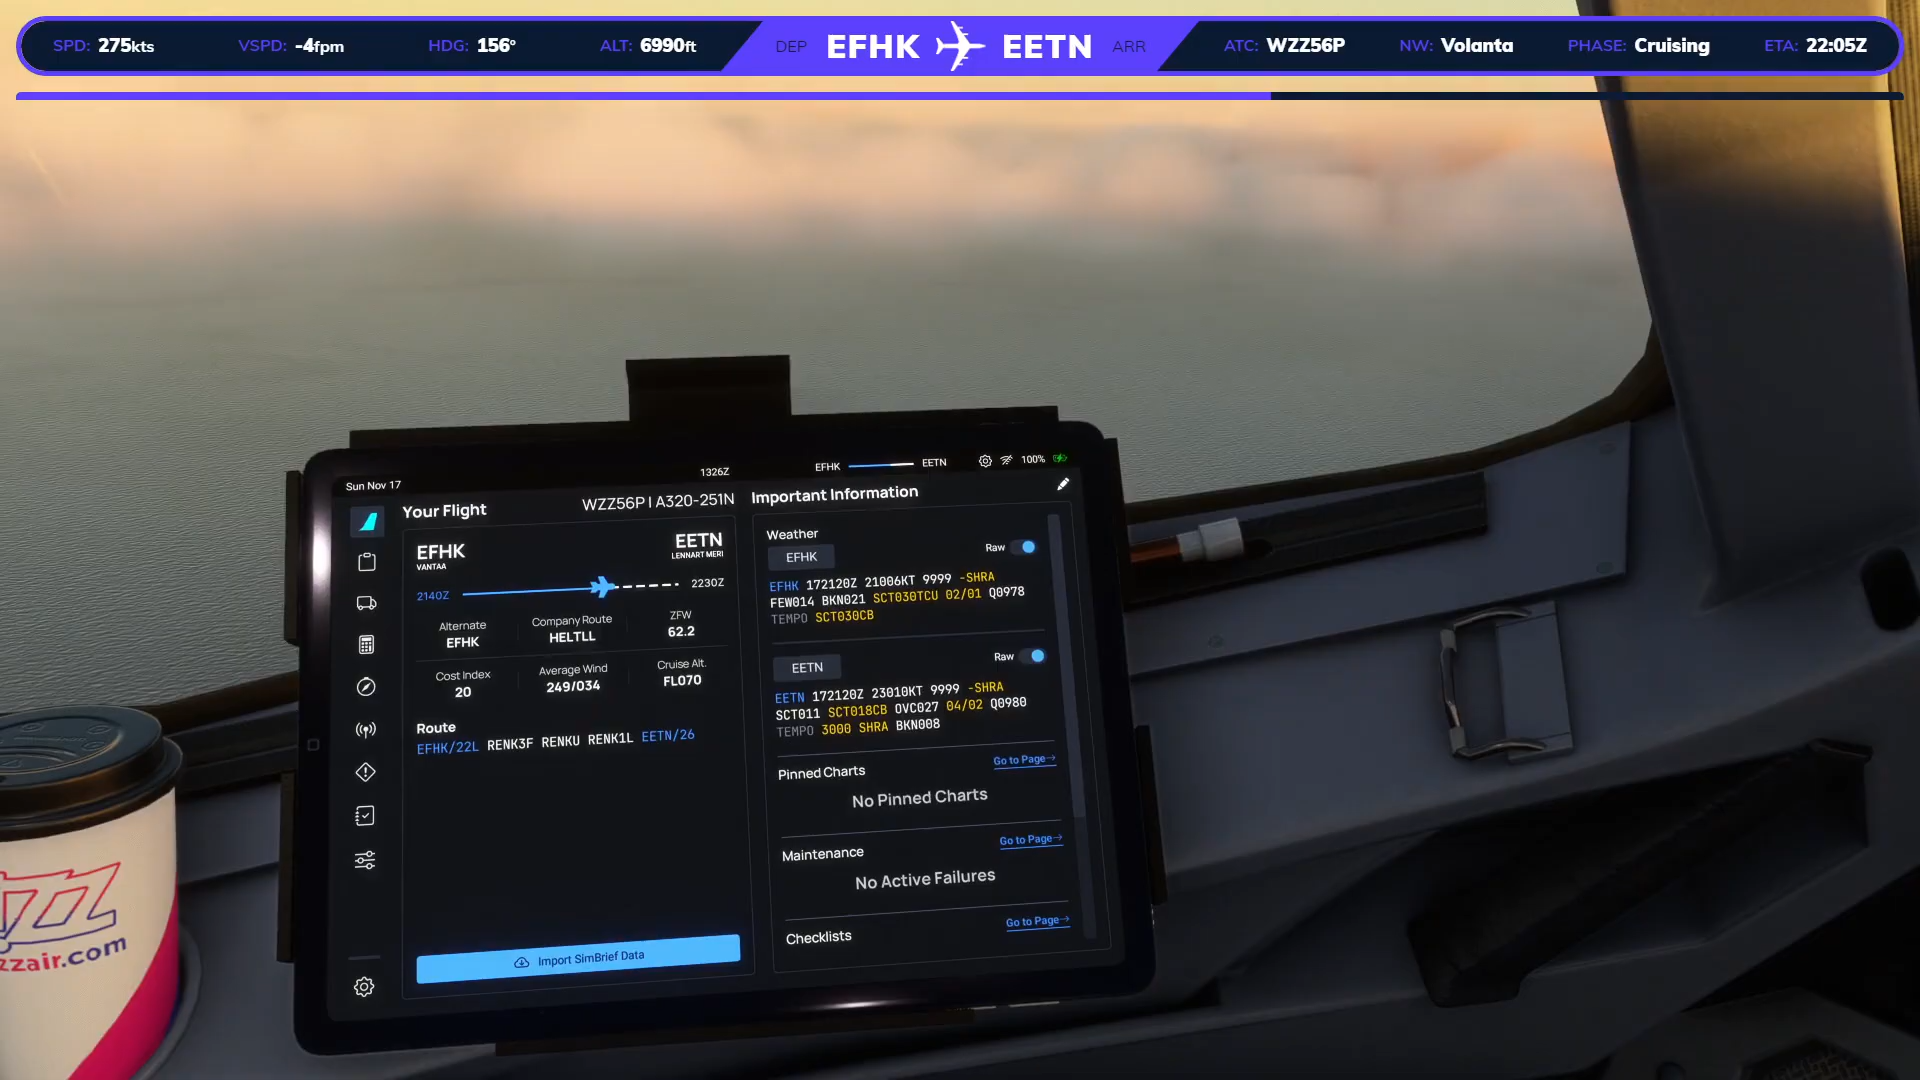 SPD: 275kts VSPD: -4fpm HDG: 156° ALT: 6990ft DEP EFHK EETN ARR ATC: WZZ56P NW: Volanta PHASE: Cruising ETA: 22:05Z
Sun Nov 17 1326Z EFHK EETN 100%
Your Flight WZZ56P | A320-251N
EFHK EETN
VANTAA LENNART MERI
2140Z 2230Z
Alternate Company Route ZFW
EFHK HELTLL 62.2
Cost Index Average Wind Cruise Alt.
20 249/034 FL070
Route
EFHK/22L RENK3F RENKU RENK1L EETN/26
Import SimBrief Data
Important Information
Weather
EFHK Raw
EFHK 172120Z 21006KT 9999 -SHRA
FEW014 BKN021 SCT030TCU 02/01 Q0978
TEMPO SCT030CB
EETN Raw
EETN 172120Z 23010KT 9999 -SHRA
SCT011 SCT018CB OVC027 04/02 Q0980
TEMPO 3000 SHRA BKN008
Pinned Charts Go to Page
No Pinned Charts
Maintenance Go to Page
No Active Failures
Checklists Go to Page
zz
zzair.com